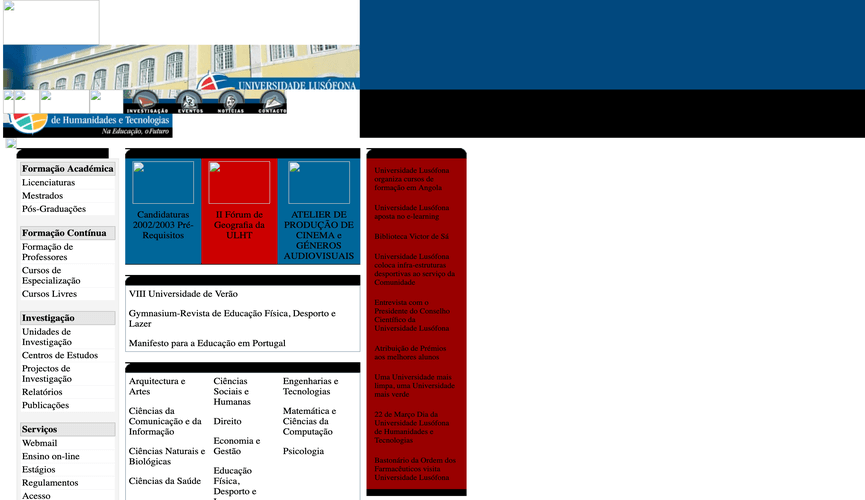 UNIVERSIDADE LUSÓFONA
INVESTIGAÇÃO
EVENTOS
NOTÍCIAS
CONTACTO
de Humanidades e Tecnologias
Na Educação, o Futuro
Formação Académica
Licenciaturas
Mestrados
Pós-Graduações
Formação Contínua
Formação de
Professores
Cursos de
Especialização
Cursos Livres
Investigação
Unidades de
Investigação
Centros de Estudos
Projectos de
Investigação
Relatórios
Publicações
Serviços
Webmail
Ensino on-line
Estágios
Regulamentos
Acesso
Candidaturas
2002/2003 Pré-
Requisitos
II Fórum de
Geografia da
ULHT
ATELIER DE
PRODUÇÃO DE
CINEMA e
GÉNEROS
AUDIOVISUAIS
VIII Universidade de Verão
Gymnasium-Revista de Educação Física, Desporto e
Lazer
Manifesto para a Educação em Portugal
Arquitectura e
Artes
Ciências da
Comunicação e da
Informação
Ciências Naturais e
Biológicas
Ciências da Saúde
Ciências
Sociais e
Humanas
Direito
Economia e
Gestão
Educação
Física,
Desporto e
Engenharias e
Tecnologias
Matemática e
Ciências da
Computação
Psicologia
Universidade Lusófona
organiza cursos de
formação em Angola
Universidade Lusófona
aposta no e-learning
Biblioteca Victor de Sá
Universidade Lusófona
coloca infra-estruturas
desportivas ao serviço da
Comunidade
Entrevista com o
Presidente do Conselho
Científico da
Universidade Lusófona
Atribuição de Prémios
aos melhores alunos
Uma Universidade mais
limpa, uma Universidade
mais verde
22 de Março Dia da
Universidade Lusófona
de Humanidades e
Tecnologias
Bastonário da Ordem dos
Farmacêuticos visita
Universidade Lusófona